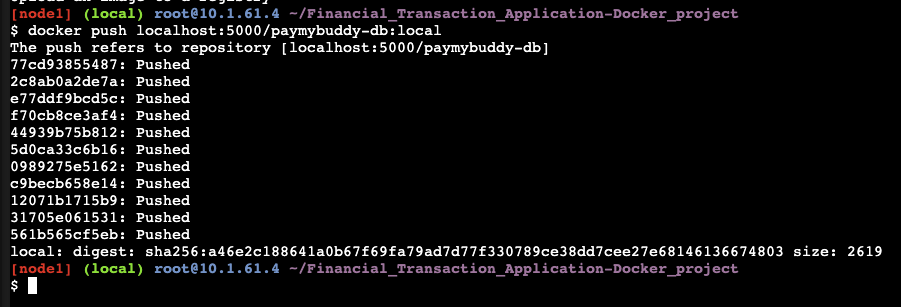 [node1] (local) root@10.1.61.4 ~/Financial_Transaction_Application-Docker_project
$ docker push localhost:5000/paymybuddy-db:local
The push refers to repository [localhost:5000/paymybuddy-db]
77cd93855487: Pushed
2c8ab0a2de7a: Pushed
e77ddf9bcd5c: Pushed
f70cb8ce3af4: Pushed
44939b75b812: Pushed
5d0ca33c6b16: Pushed
0989275e5162: Pushed
c9becb658e14: Pushed
12071b1715b9: Pushed
31705e061531: Pushed
561b565cf5eb: Pushed
local: digest: sha256:a46e2c188641a0b67f69fa79ad7d77f330789ce38dd7cee27e68146136674803 size: 2619
[node1] (local) root@10.1.61.4 ~/Financial_Transaction_Application-Docker_project
$